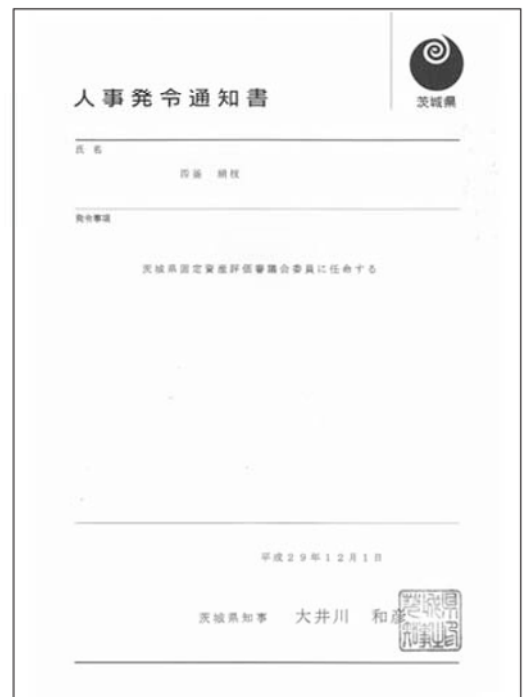 人事発令通知書
茨城県
氏名
発令事項
茨城県固定資産評価審議会委員に任命する
平成29年12月1日
茨城県知事 大井川 和彦